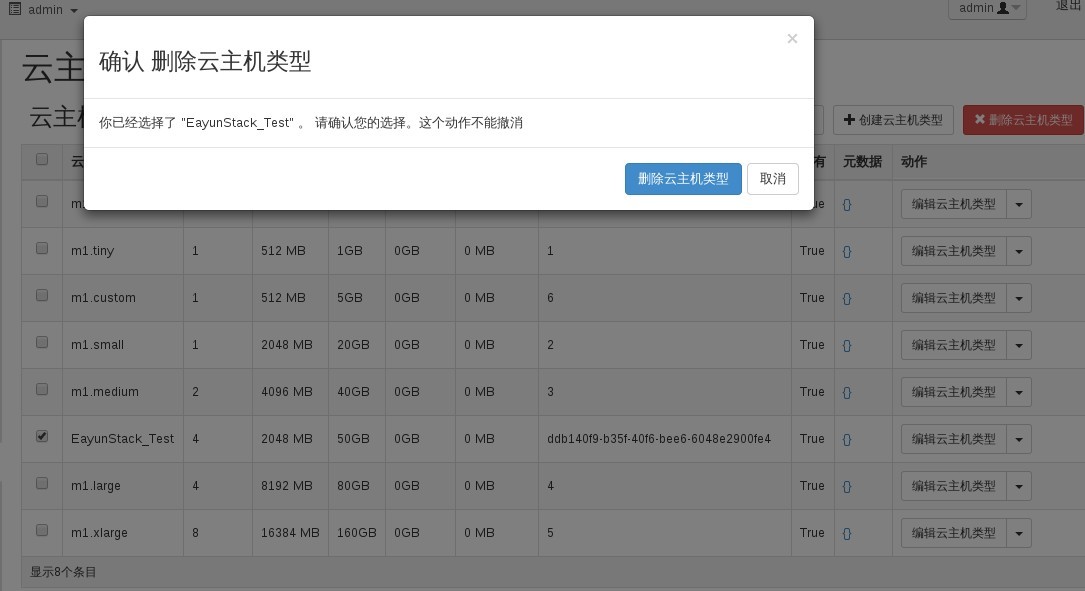 admin
admin
退出
×
确认 删除云主机类型
你已经选择了 "EayunStack_Test" 。 请确认您的选择。这个动作不能撤消
删除云主机类型 取消
云主
云主机
创建云主机类型 删除云主机类型
云 有 元数据 动作
m {} 编辑云主机类型
m1.tiny 1 512 MB 1GB 0GB 0 MB 1 True {} 编辑云主机类型
m1.custom 1 512 MB 5GB 0GB 0 MB 6 True {} 编辑云主机类型
m1.small 1 2048 MB 20GB 0GB 0 MB 2 True {} 编辑云主机类型
m1.medium 2 4096 MB 40GB 0GB 0 MB 3 True {} 编辑云主机类型
EayunStack_Test 4 2048 MB 50GB 0GB 0 MB ddb140f9-b35f-40f6-bee6-6048e2900fe4 True {} 编辑云主机类型
m1.large 4 8192 MB 80GB 0GB 0 MB 4 True {} 编辑云主机类型
m1.xlarge 8 16384 MB 160GB 0GB 0 MB 5 True {} 编辑云主机类型
显示8个条目